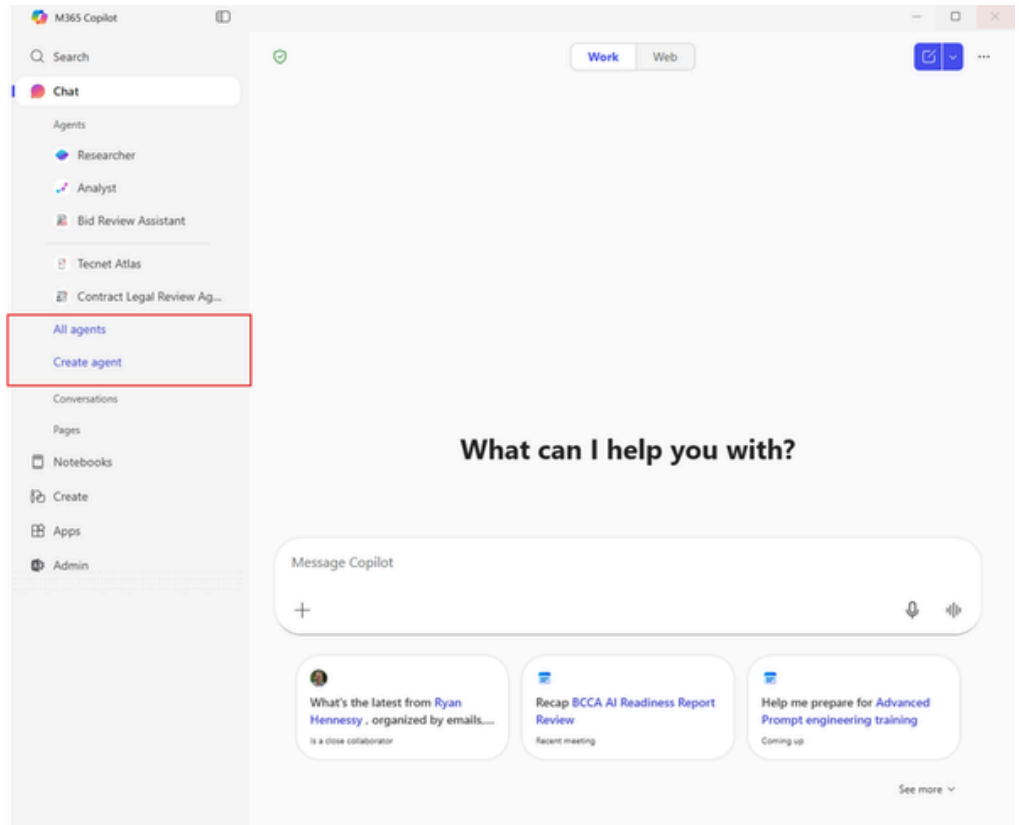 M365 Copilot
Search
Chat
Agents
Researcher
Analyst
Bid Review Assistant
Tecnet Atlas
Contract Legal Review Ag...
All agents
Create agent
Conversations
Pages
Notebooks
Create
Apps
Admin
Work Web
What can I help you with?
Message Copilot
What's the latest from Ryan
Hennessy , organized by emails,...
Is a close collaborator
Recap BCCA AI Readiness Report
Review
Recent meeting
Help me prepare for Advanced
Prompt engineering training
Coming up
See more